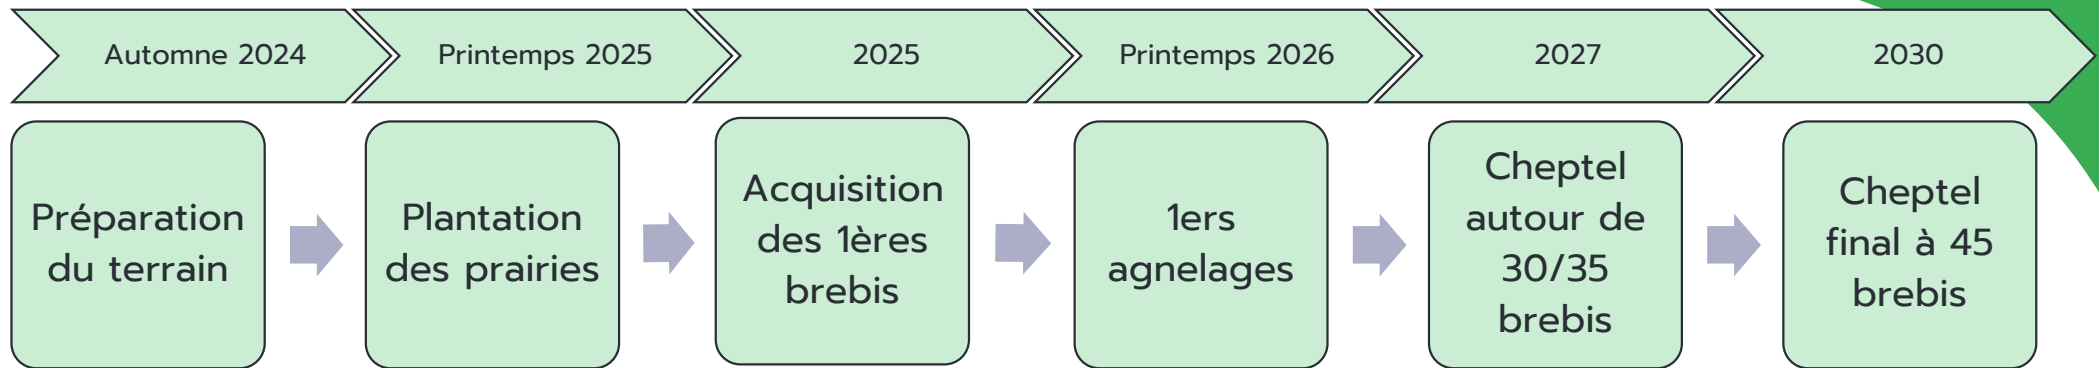 Automne 2024
Printemps 2025
2025
Printemps 2026
2027
2030
Préparation
du terrain
Plantation
des prairies
Acquisition
des 1ères
brebis
1ers
agnelages
Cheptel
autour de
30/35
brebis
Cheptel
final à 45
brebis